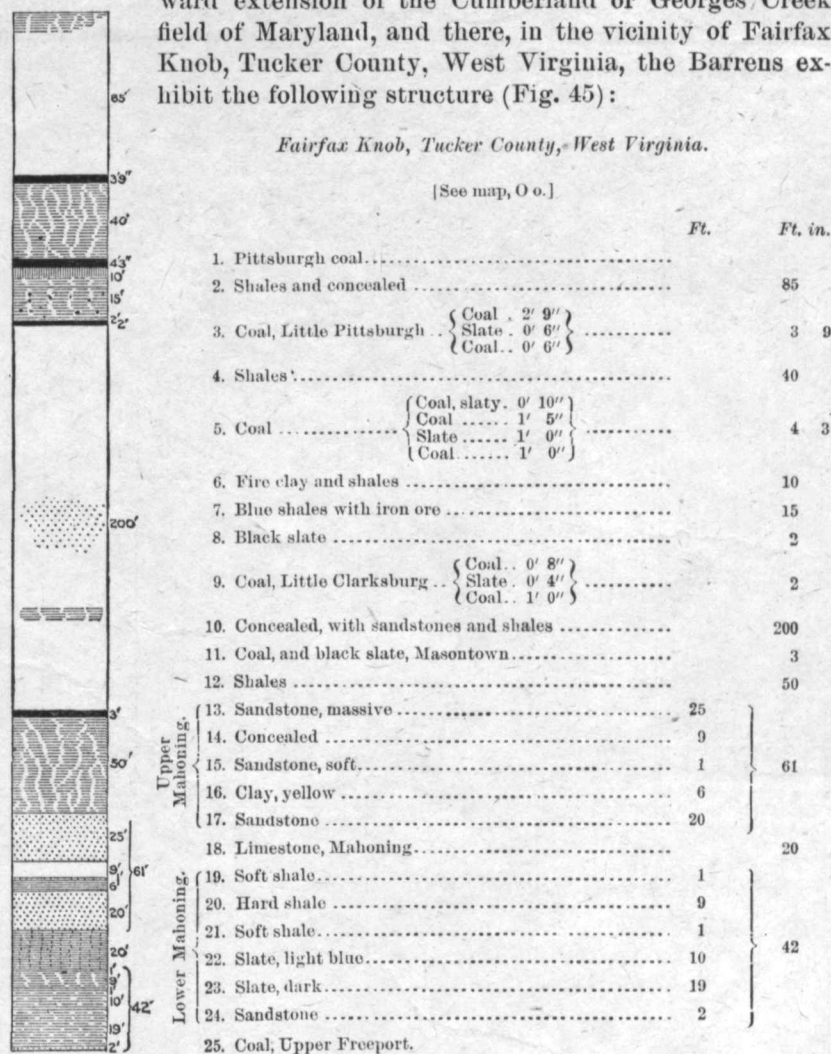 ward extension of the Cumberland or Georges Creek
field of Maryland, and there, in the vicinity of Fairfax
Knob, Tucker County, West Virginia, the Barrens ex-
hibit the following structure (Fig. 45):
Fairfax Knob, Tucker County, West Virginia.
[See map, O o.]
Ft. Ft. in.
1. Pittsburgh coal
2. Shales and concealed 85
3. Coal, Little Pittsburgh { Coal . 2' 9" Slate . 0' 6" Coal.. 0' 6" } 3 9
4. Shales 40
5. Coal { Coal, slaty. 0' 10" Coal 1' 5" Slate 1' 0" Coal 1' 0" } 4 3
6. Fire clay and shales 10
7. Blue shales with iron ore 15
8. Black slate 2
9. Coal, Little Clarksburg { Coal.. 0' 8" Slate . 0' 4" Coal.. 1' 0" } 2
10. Concealed, with sandstones and shales 200
11. Coal, and black slate, Masontown 3
12. Shales 50
Upper Mahoning.
13. Sandstone, massive 25
14. Concealed 9
15. Sandstone, soft 1 61
16. Clay, yellow 6
17. Sandstone 20
18. Limestone, Mahoning 20
Lower Mahoning.
19. Soft shale 1
20. Hard shale 9
21. Soft shale 1
22. Slate, light blue 10 42
23. Slate, dark 19
24. Sandstone 2
25. Coal, Upper Freeport.
85'
3'9"
40'
4'3"
10'
15'
2'2'
200'
3'
50'
25'
9'
61'
6'
20'
20'
1'
9'
10'
42'
19'
2'